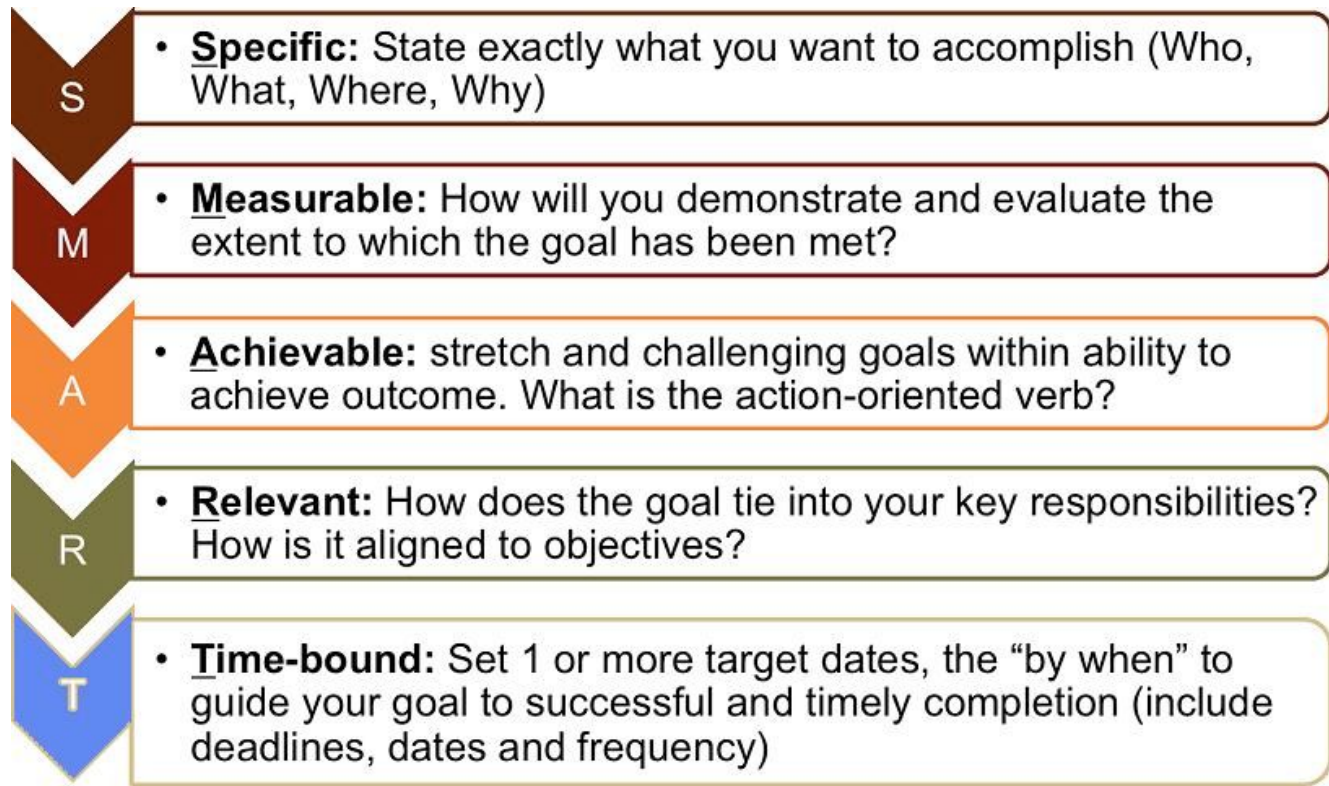 S
• Specific: State exactly what you want to accomplish (Who,
What, Where, Why)
M
• Measurable: How will you demonstrate and evaluate the
extent to which the goal has been met?
A
• Achievable: stretch and challenging goals within ability to
achieve outcome. What is the action-oriented verb?
R
• Relevant: How does the goal tie into your key responsibilities?
How is it aligned to objectives?
T
• Time-bound: Set 1 or more target dates, the “by when” to
guide your goal to successful and timely completion (include
deadlines, dates and frequency)